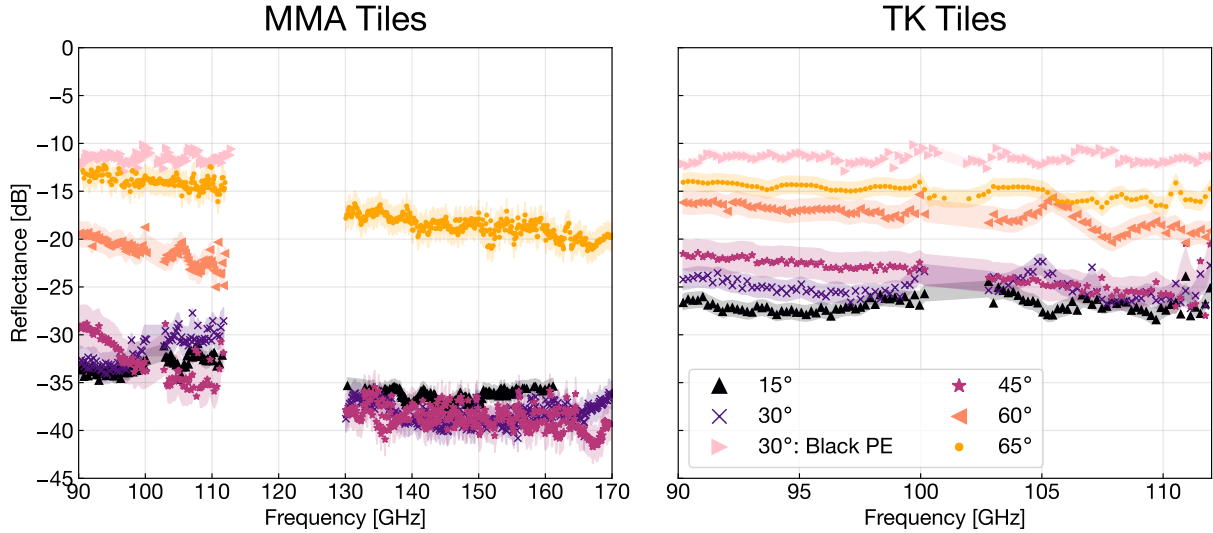 MMA Tiles
TK Tiles
Reflectance [dB]
0
−5
−10
−15
−20
−25
−30
−35
−40
−45
90 100 110 120 130 140 150 160 170
Frequency [GHz]
90 95 100 105 110
Frequency [GHz]
15°
30°
30°: Black PE
45°
60°
65°